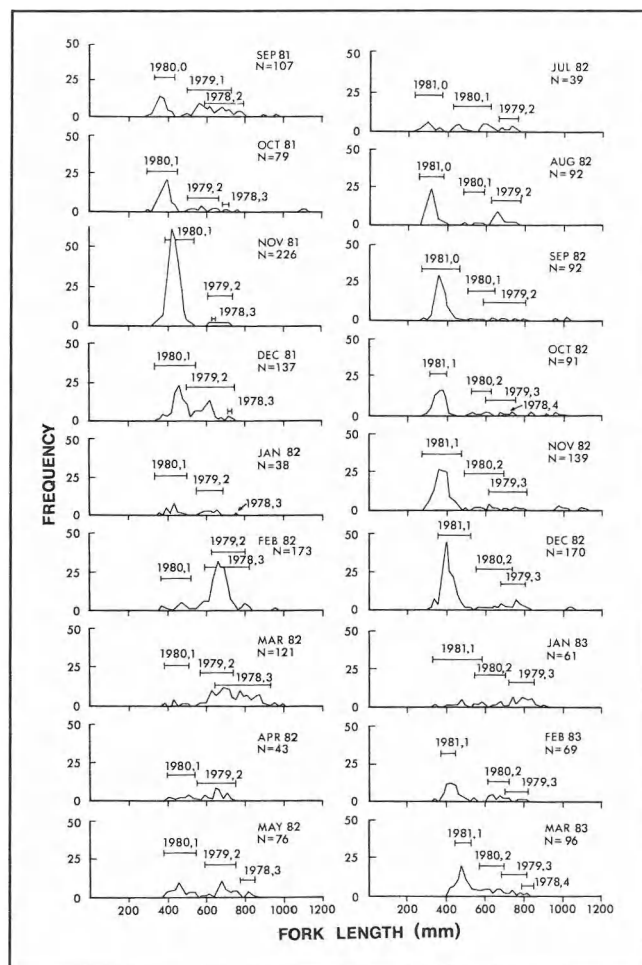 FREQUENCY
50
25
0
SEP 81
N=107
1980,0
1979,1
1978,2
50
25
0
OCT 81
N=79
1980,1
1979,2
1978,3
50
25
0
NOV 81
N=226
1980,1
1979,2
1978,3
50
25
0
DEC 81
N=137
1980,1
1979,2
1978,3
50
25
0
JAN 82
N=38
1980,1
1979,2
1978,3
50
25
0
FEB 82
N=173
1979,2
1978,3
1980,1
50
25
0
MAR 82
N=121
1980,1
1979,2
1978,3
50
25
0
APR 82
N=43
1980,1
1979,2
50
25
0
MAY 82
N=76
1980,1
1979,2
1978,3
200 400 600 800 1000
50
25
0
JUL 82
N=39
1981,0
1980,1
1979,2
50
25
0
AUG 82
N=92
1981,0
1980,1
1979,2
50
25
0
SEP 82
N=92
1981,0
1980,1
1979,2
50
25
0
OCT 82
N=91
1981,1
1980,2
1979,3
1978,4
50
25
0
NOV 82
N=139
1981,1
1980,2
1979,3
50
25
0
DEC 82
N=170
1981,1
1980,2
1979,3
50
25
0
JAN 83
N=61
1981,1
1980,2
1979,3
50
25
0
FEB 83
N=69
1981,1
1980,2
1979,3
50
25
0
MAR 83
N=96
1981,1
1980,2
1979,3
1978,4
200 400 600 800 1000 1200
FORK LENGTH (mm)